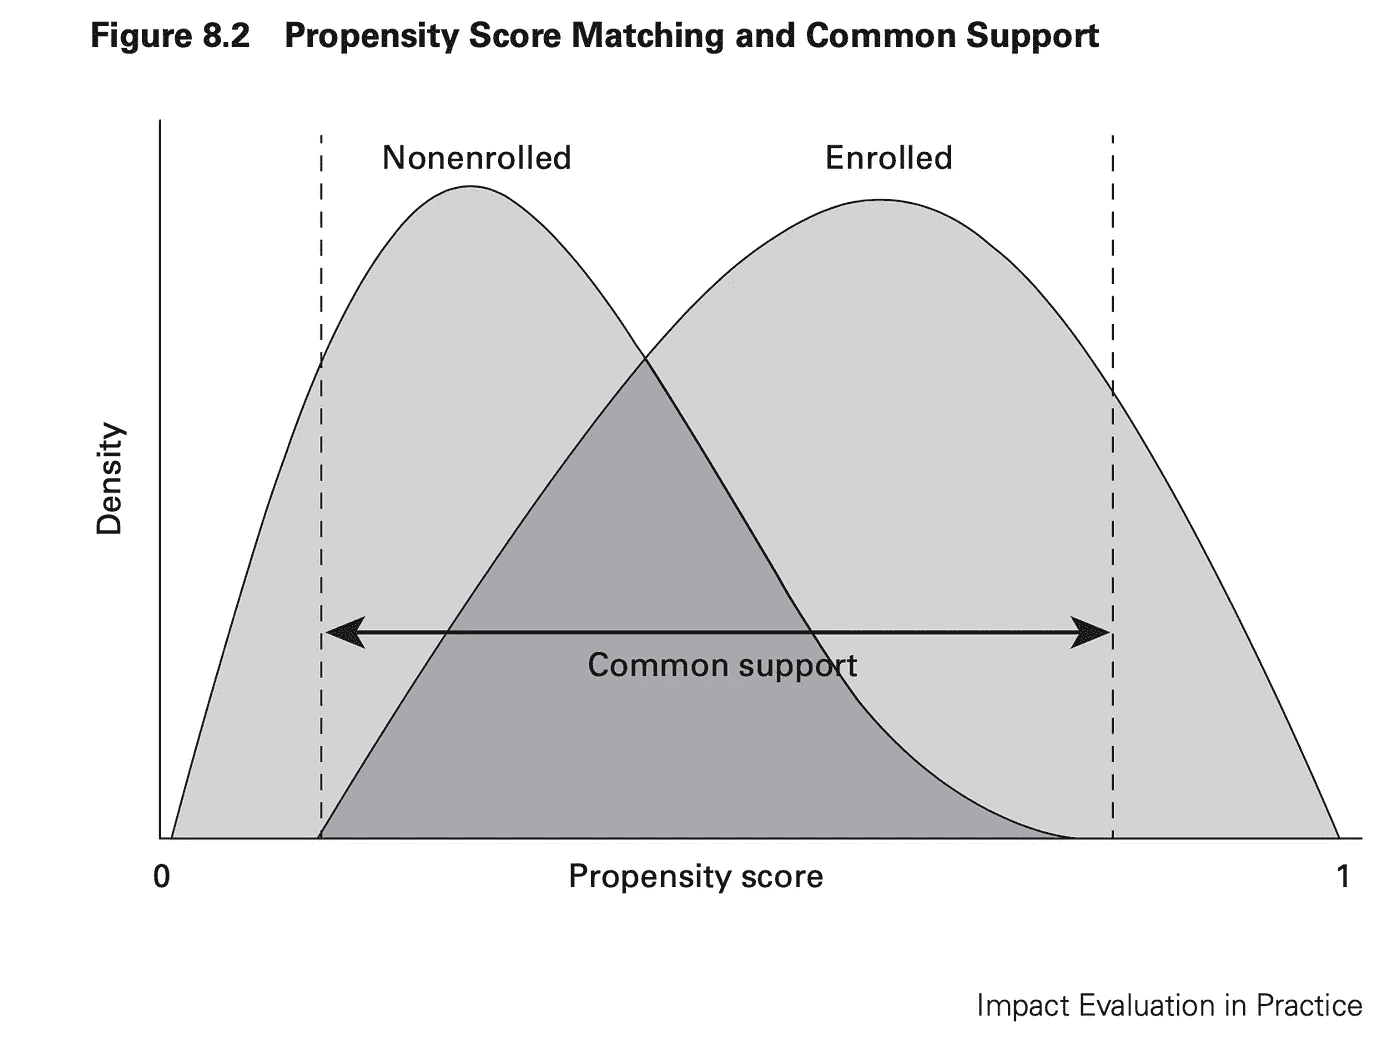 Figure 8.2 Propensity Score Matching and Common Support
Nonenrolled
Enrolled
Density
Common support
0
Propensity score
1
Impact Evaluation in Practice